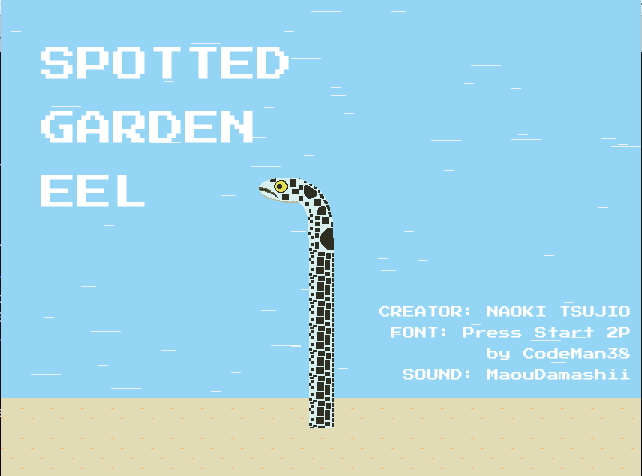 SPOTTED
GARDEN
EEL
CREATOR: NAOKI TSUJIO
FONT: Press Start 2P
by CodeMan38
SOUND: MaouDamashii